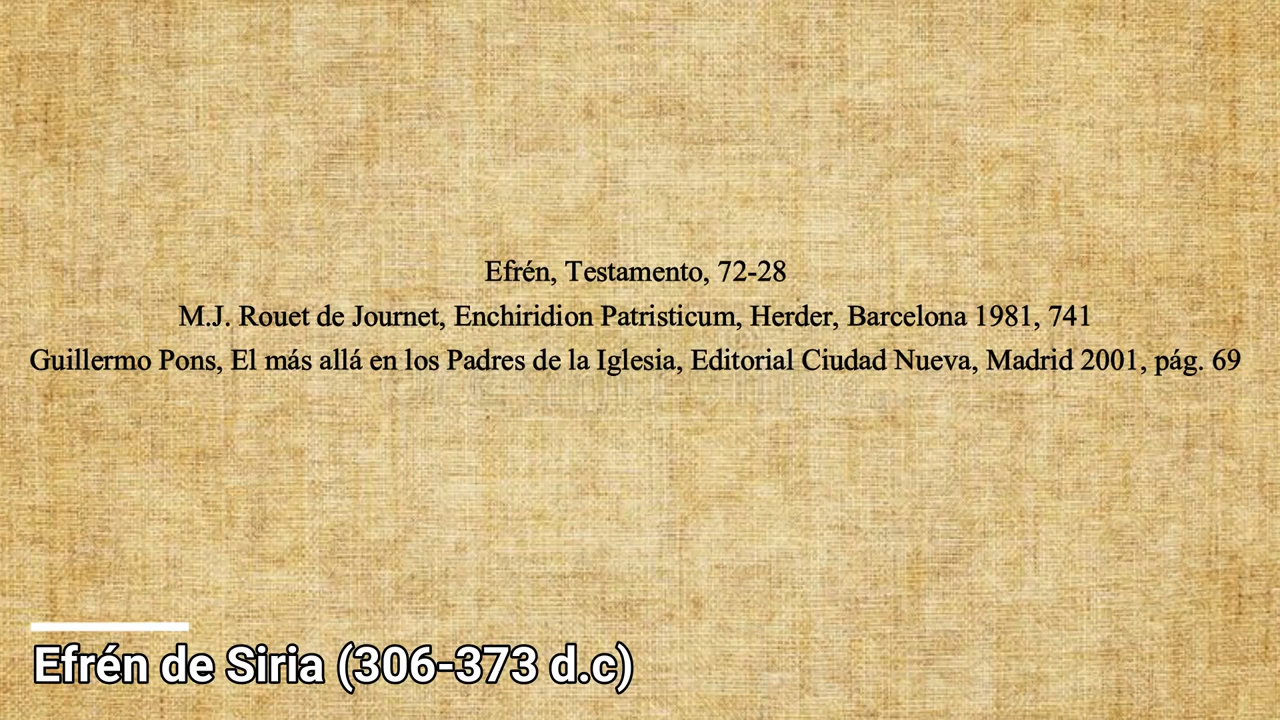 Efrén, Testamento, 72-28
M.J. Rouet de Journet, Enchiridion Patristicum, Herder, Barcelona 1981, 741
Guillermo Pons, El más allá en los Padres de la Iglesia, Editorial Ciudad Nueva, Madrid 2001, pág. 69
Efrén de Siria (306-373 d.c)